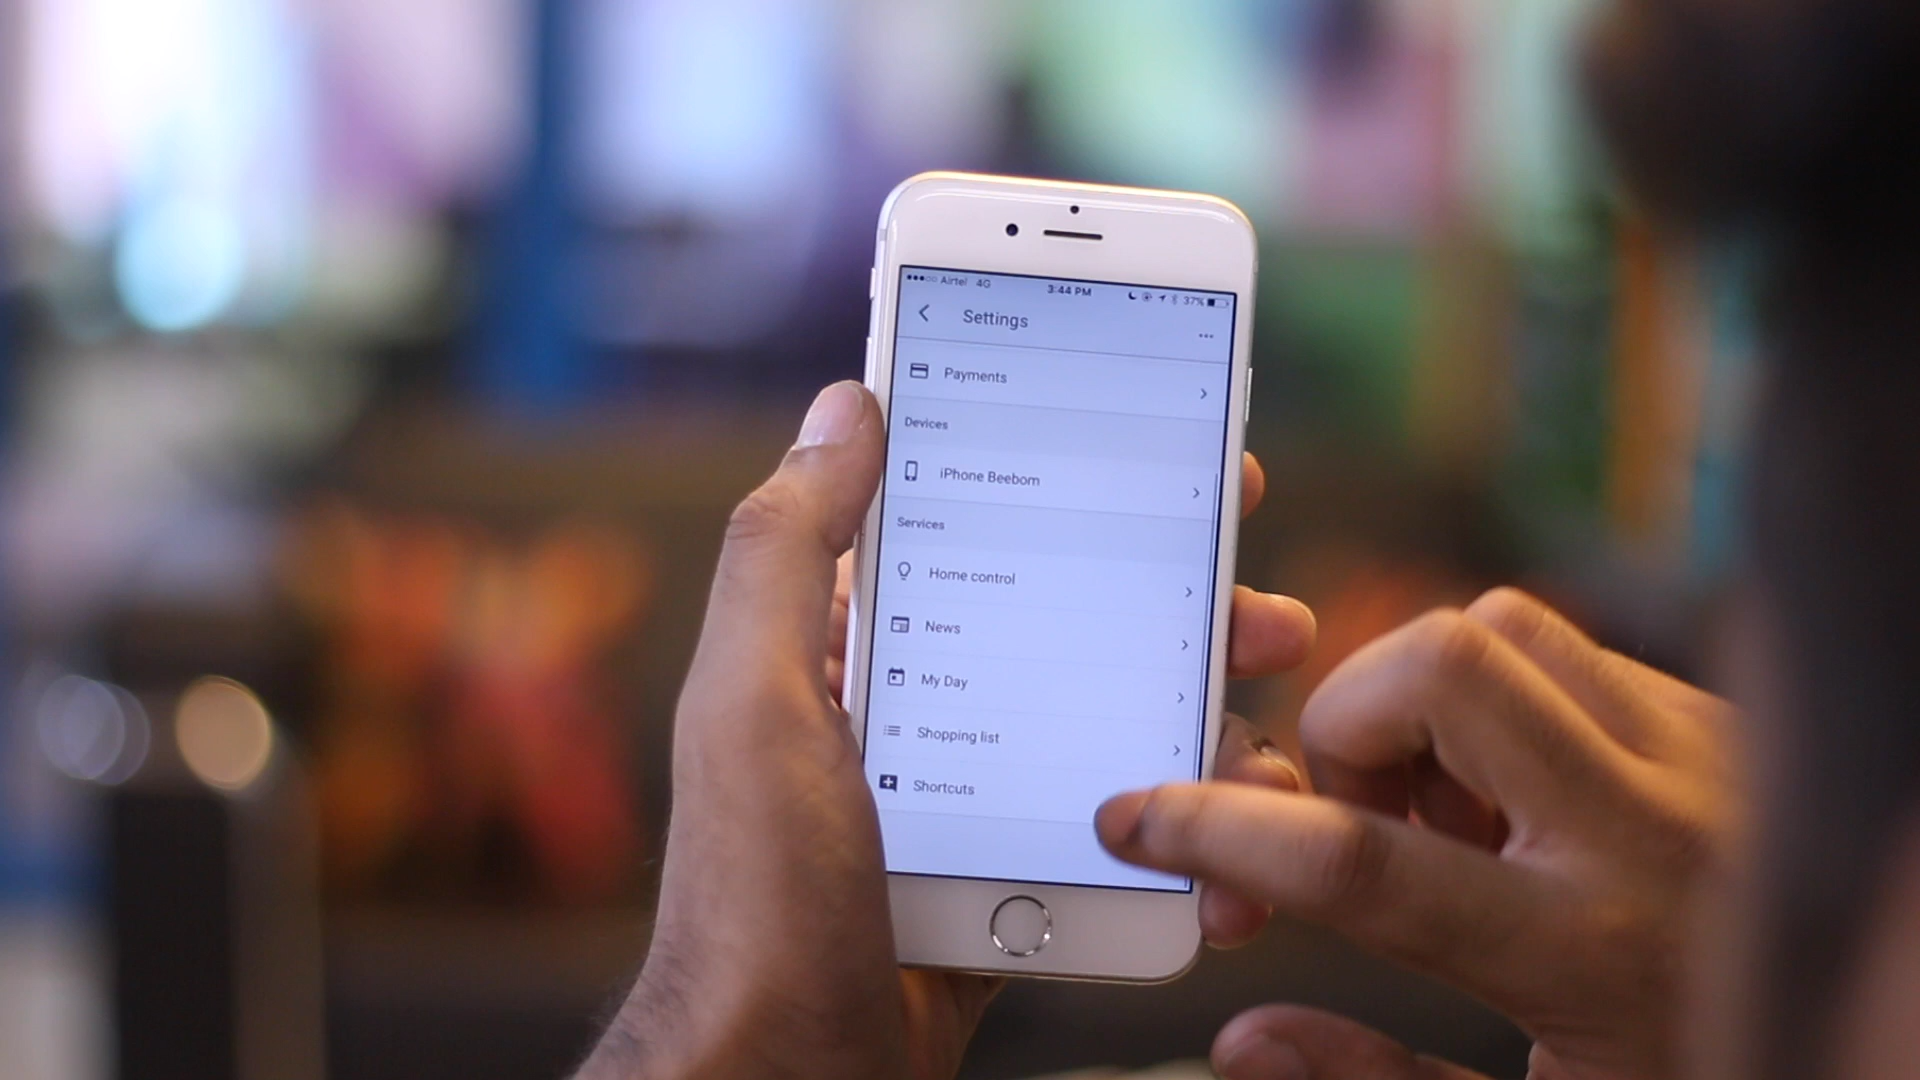 Airtel 4G 3:44 PM 37%
Settings
Payments
Devices
iPhone Beebom
Services
Home control
News
My Day
Shopping list
Shortcuts